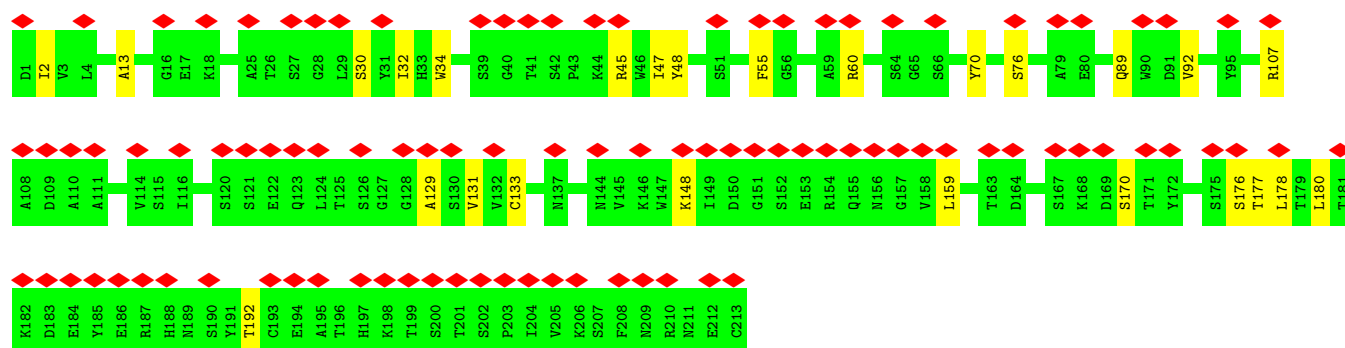 D1 I2 V3 L4 A13 G16 E17 K18 A25 T26 S27 G28 L29 S30 Y31 I32 H33 W34 S39 G40 T41 S42 P43 K44 R45 W46 I47 Y48 S51 F55 G56 A59 R60 S64 G65 S66 Y70 S76 A79 E80 Q89 W90 D91 V92 Y95 R107
A108 D109 A110 A111 V114 S115 I116 S120 S121 E122 Q123 L124 T125 S126 G127 G128 A129 S130 V131 V132 C133 N137 N144 V145 K146 W147 K148 I149 D150 G151 S152 E153 R154 Q155 N156 G157 V158 L159 T163 D164 S167 K168 D169 S170 T171 Y172 S175 S176 T177 L178 T179 L180 T181
K182 D183 E184 Y185 E186 R187 H188 N189 S190 Y191 T192 C193 E194 A195 T196 H197 K198 T199 S200 T201 S202 P203 I204 V205 K206 S207 F208 N209 R210 N211 E212 C213